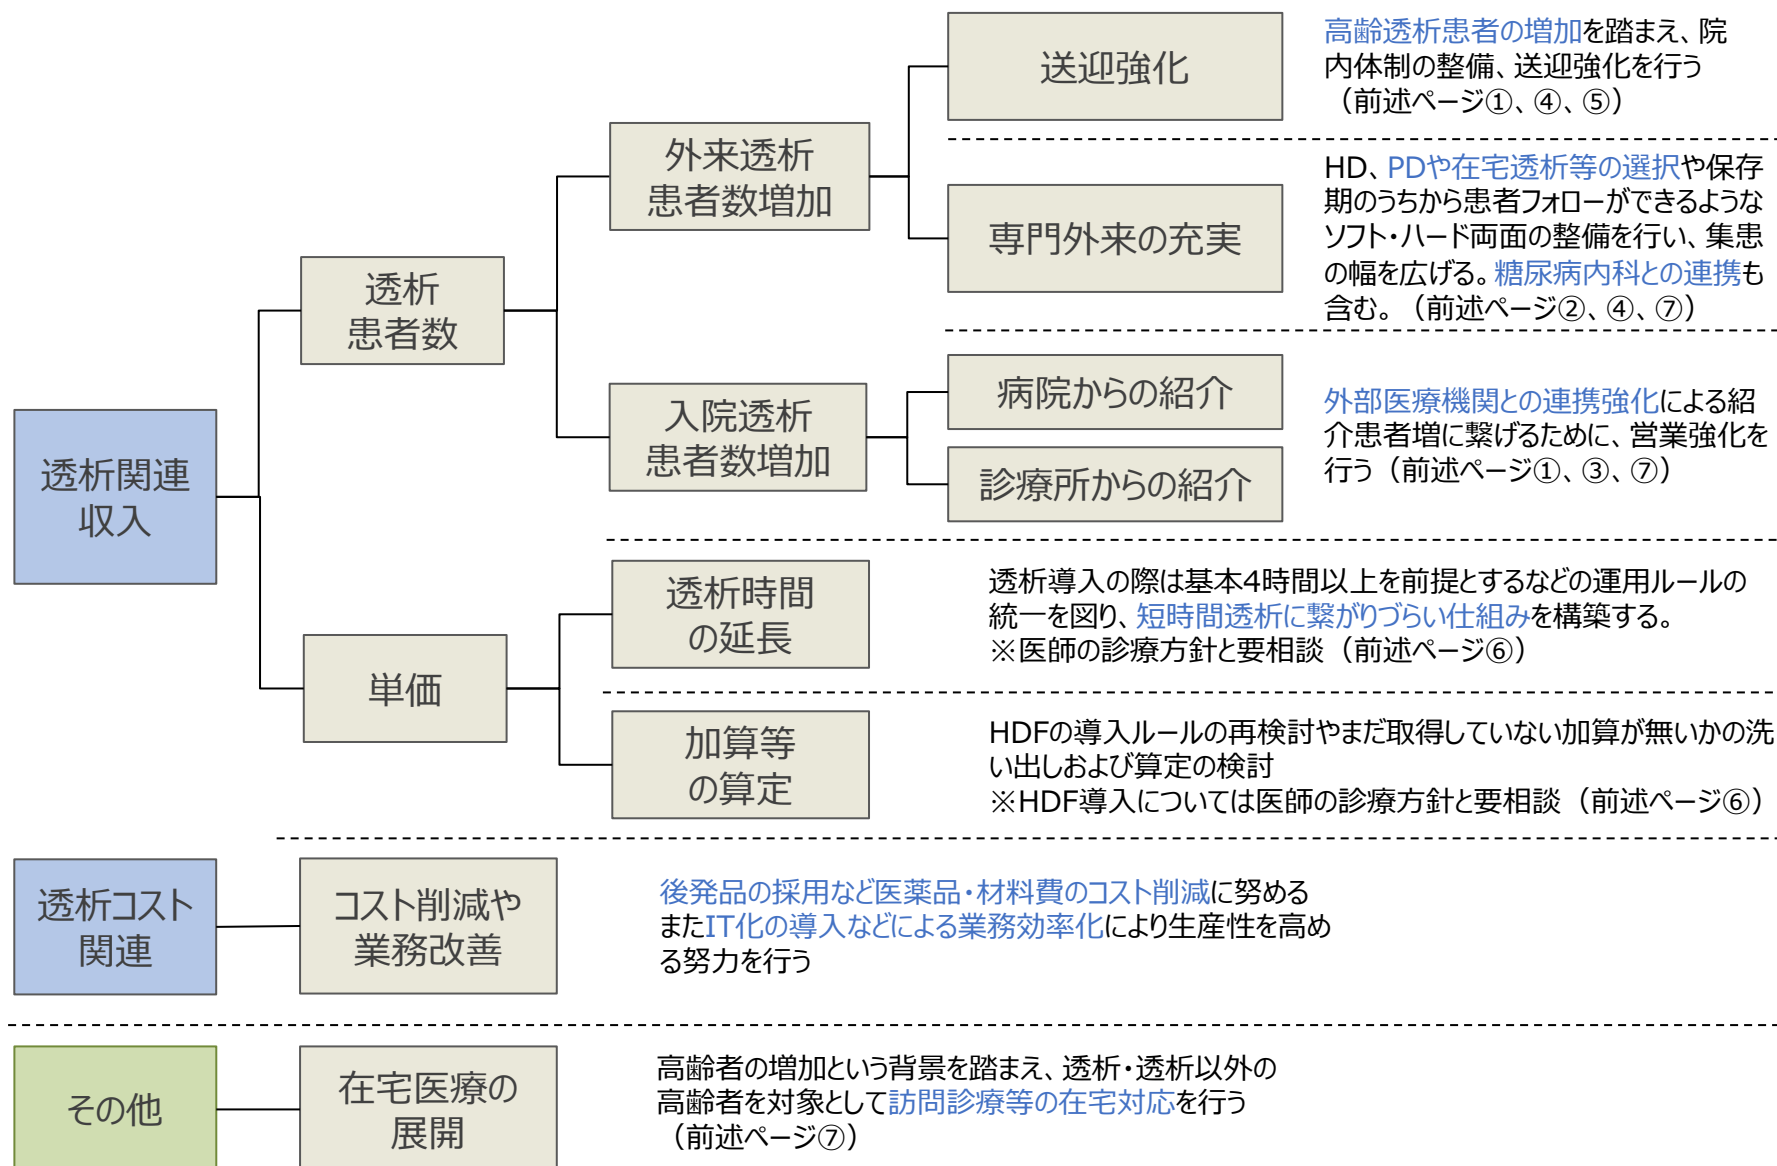 送迎強化
高齢透析患者の増加を踏まえ、院
内体制の整備、送迎強化を行う
（前述ページ①、④、⑤）
外来透析
患者数増加
専門外来の充実
HD、PDや在宅透析等の選択や保存
期のうちから患者フォローができるような
ソフト・ハード両面の整備を行い、集患
の幅を広げる。糖尿病内科との連携も
含む。（前述ページ②、④、⑦）
透析
患者数
入院透析
患者数増加
病院からの紹介
診療所からの紹介
外部医療機関との連携強化による紹
介患者増に繋げるために、営業強化を
行う（前述ページ①、③、⑦）
透析関連
収入
透析時間
の延長
透析導入の際は基本4時間以上を前提とするなどの運用ルールの
統一を図り、短時間透析に繋がりづらい仕組みを構築する。
※医師の診療方針と要相談（前述ページ⑥）
単価
加算等
の算定
HDFの導入ルールの再検討やまだ取得していない加算が無いかの洗
い出しおよび算定の検討
※HDF導入については医師の診療方針と要相談（前述ページ⑥）
透析コスト
関連
コスト削減や
業務改善
後発品の採用など医薬品・材料費のコスト削減に努める
またIT化の導入などによる業務効率化により生産性を高め
る努力を行う
その他
在宅医療の
展開
高齢者の増加という背景を踏まえ、透析・透析以外の
高齢者を対象として訪問診療等の在宅対応を行う
（前述ページ⑦）